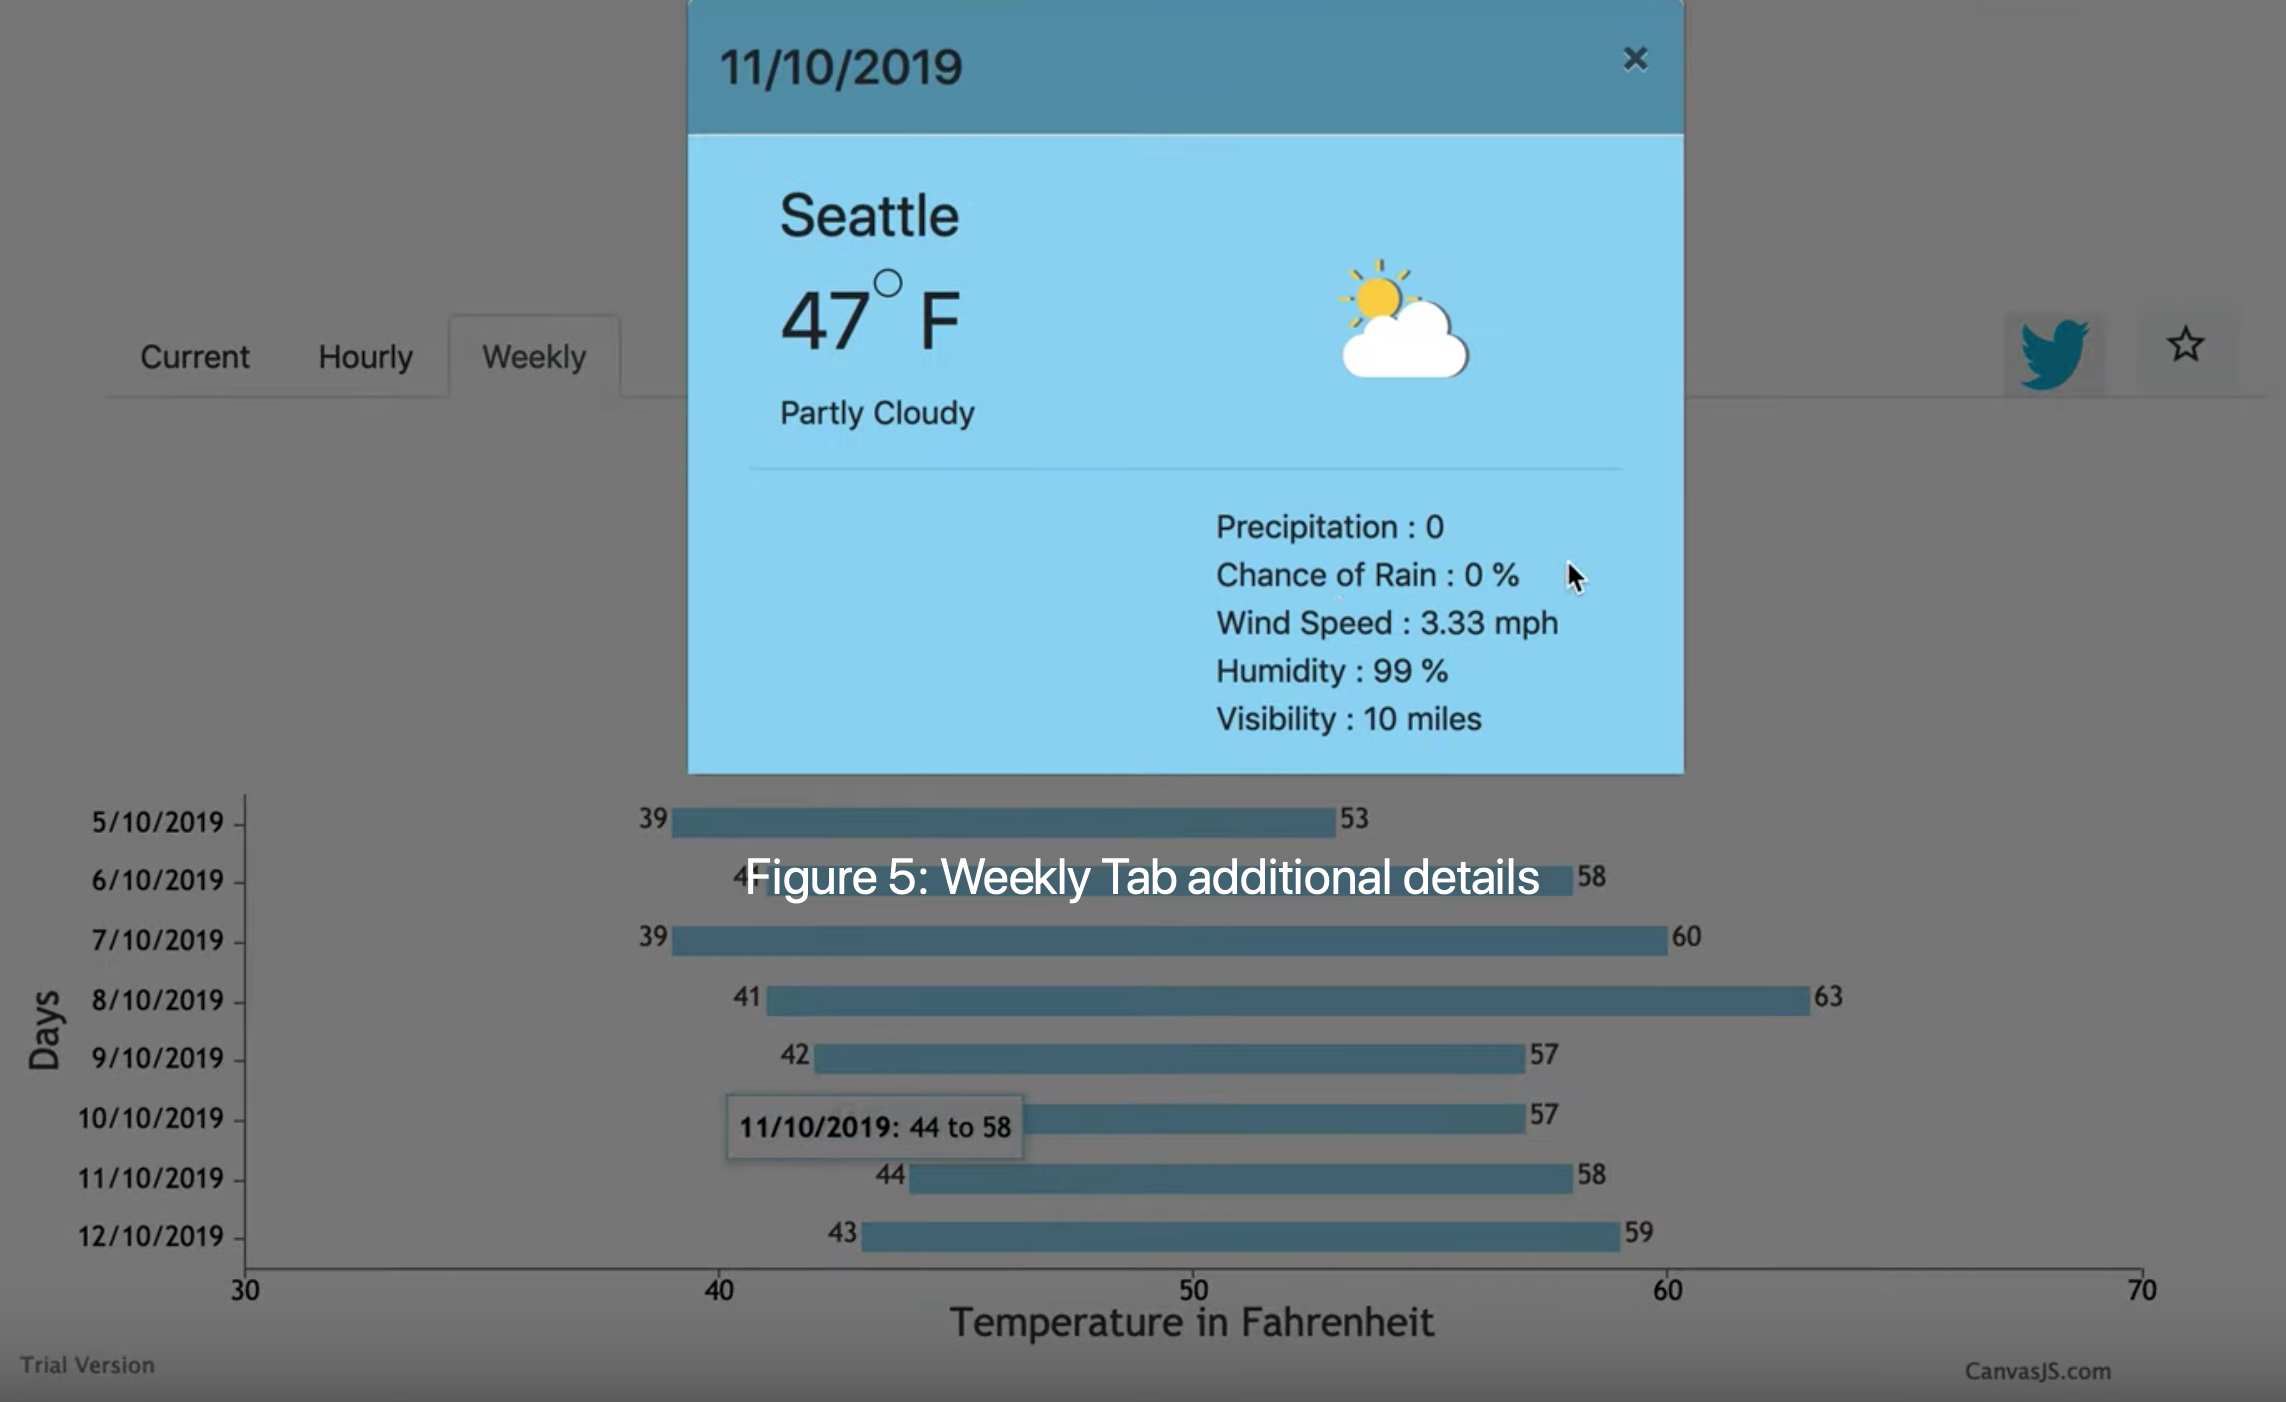 11/10/2019 ×
Seattle
47° F
Partly Cloudy
Current Hourly Weekly
Precipitation : 0
Chance of Rain : 0 %
Wind Speed : 3.33 mph
Humidity : 99 %
Visibility : 10 miles
Figure 5: Weekly Tab additional details
Days
5/10/2019 39 53
6/10/2019 58
7/10/2019 39 60
8/10/2019 41 63
9/10/2019 42 57
10/10/2019 57
11/10/2019: 44 to 58
11/10/2019 44 58
12/10/2019 43 59
30 40 50 60 70
Temperature in Fahrenheit
Trial Version
CanvasJS.com